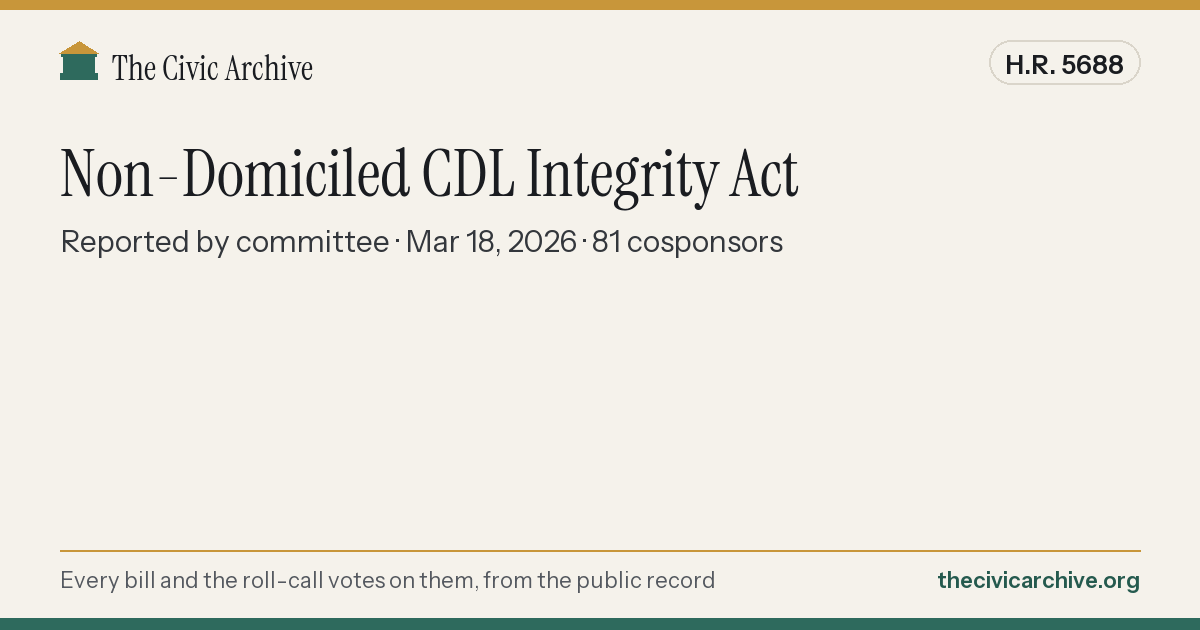 The Civic Archive
H.R. 5688
Non-Domiciled CDL Integrity Act
Reported by committee · Mar 18, 2026 · 81 cosponsors
Every bill and the roll-call votes on them, from the public record
thecivicarchive.org